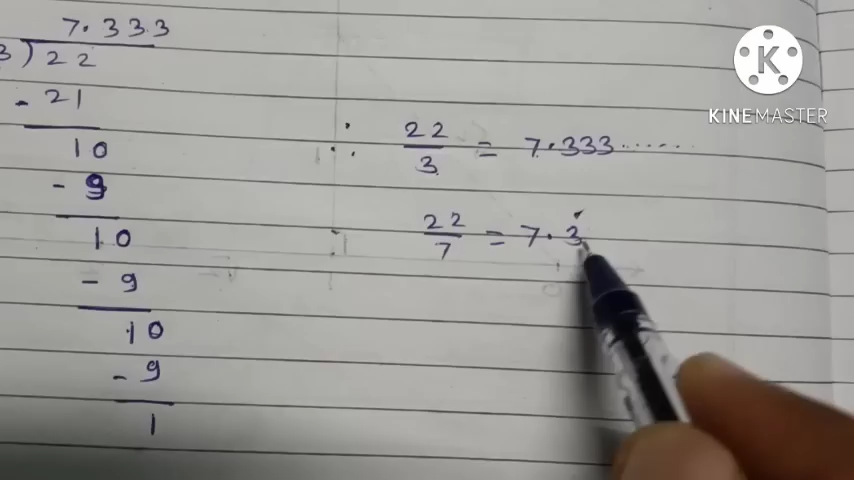 7.333
3)22
- 21
10
- 9
10
- 9
10
- 9
1
∴ 22/3 = 7.333......
22/7 = 7.3̇
K
KINEMASTER